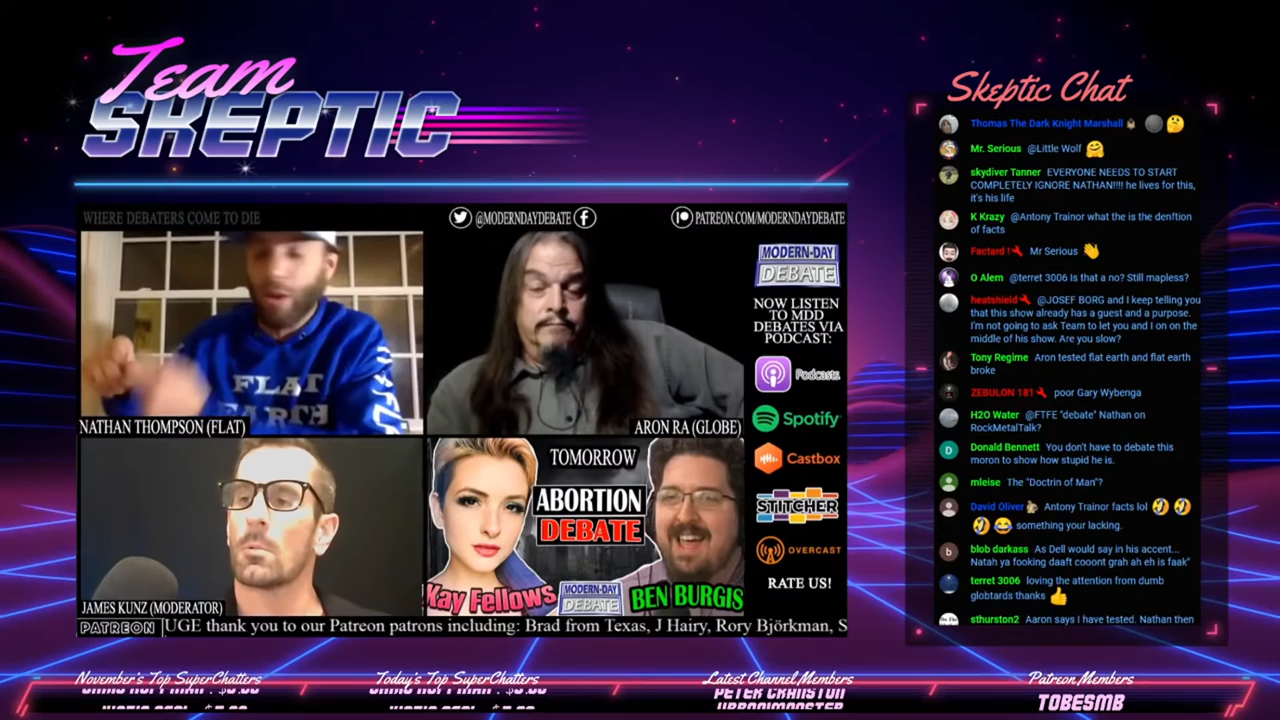 Team
SKEPTIC
WHERE DEBATERS COME TO DIE
@MODERNDAYDEBATE
PATREON.COM/MODERNDAYDEBATE
FLAT
EARTH
NATHAN THOMPSON (FLAT)
ARON RA (GLOBE)
JAMES KUNZ (MODERATOR)
TOMORROW
ABORTION
DEBATE
Kay Fellows
MODERN-DAY
DEBATE
BEN BURGIS
MODERN-DAY
DEBATE
NOW LISTEN
TO MDD
DEBATES VIA
PODCAST:
Podcasts
Spotify
Castbox
STITCHER
OVERCAST
RATE US!
PATREON
UGE thank you to our Patreon patrons including: Brad from Texas, J Hairy, Rory Björkman, S
Skeptic Chat
Thomas The Dark Knight Marshall
Mr. Serious @Little Wolf 🤗
skydiver Tanner EVERYONE NEEDS TO START
COMPLETELY IGNORE NATHAN!!!! he lives for this,
it's his life
K Krazy @Antony Trainor what the is the denftion
of facts
Factard ! Mr Serious 👋
O Alem @terret 3006 Is that a no? Still mapless?
heatshield @JOSEF BORG and I keep telling you
that this show already has a guest and a purpose.
I'm not going to ask Team to let you and I on on the
middle of his show. Are you slow?
Tony Regime Aron tested flat earth and flat earth
broke
ZEBULON 181 poor Gary Wybenga
H2O Water @FTFE "debate" Nathan on
RockMetalTalk?
Donald Bennett You don't have to debate this
moron to show how stupid he is.
mleise The "Doctrin of Man"?
David Oliver Antony Trainor facts lol 🤣 🤣
🤣 😂 something your lacking.
blob darkass As Dell would say in his accent...
Natah ya fooking daaft cooont grah ah eh is faak"
terret 3006 loving the attention from dumb
globtards thanks 👍
sthurston2 Aaron says I have tested. Nathan then
November's Top SuperChatters
Today's Top SuperChatters
Latest Channel Members
PETER CRANSTON
Patreon Members
TOBESMB